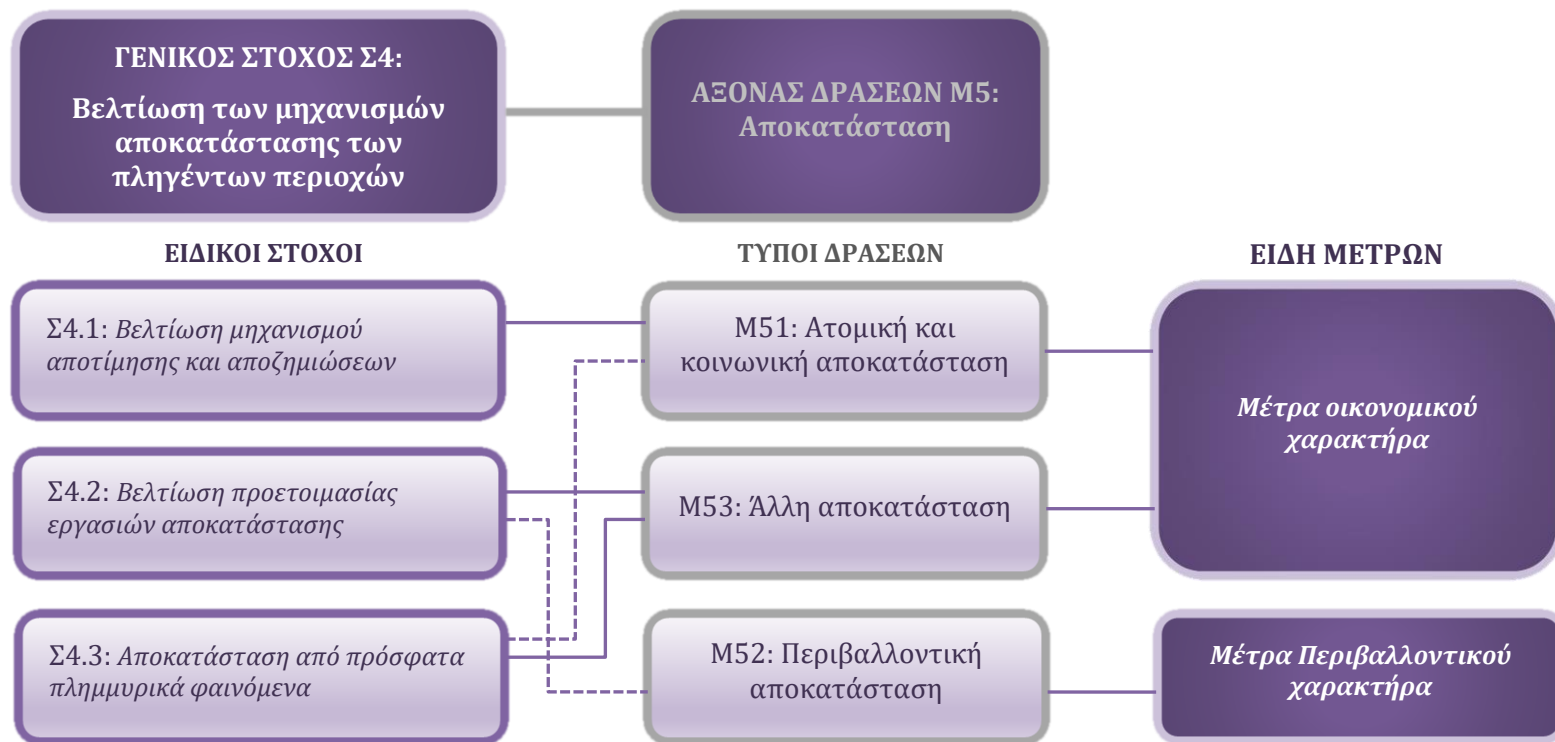 ΓΕΝΙΚΟΣ ΣΤΟΧΟΣ Σ4:
Βελτίωση των μηχανισμών
αποκατάστασης των
πληγέντων περιοχών
ΑΞΟΝΑΣ ΔΡΑΣΕΩΝ Μ5:
Αποκατάσταση
ΕΙΔΙΚΟΙ ΣΤΟΧΟΙ
ΤΥΠΟΙ ΔΡΑΣΕΩΝ
ΕΙΔΗ ΜΕΤΡΩΝ
Σ4.1: Βελτίωση μηχανισμού
αποτίμησης και αποζημιώσεων
Μ51: Ατομική και
κοινωνική αποκατάσταση
Μέτρα οικονομικού
χαρακτήρα
Σ4.2: Βελτίωση προετοιμασίας
εργασιών αποκατάστασης
Μ53: Άλλη αποκατάσταση
Σ4.3: Αποκατάσταση από πρόσφατα
πλημμυρικά φαινόμενα
Μ52: Περιβαλλοντική
αποκατάσταση
Μέτρα Περιβαλλοντικού
χαρακτήρα